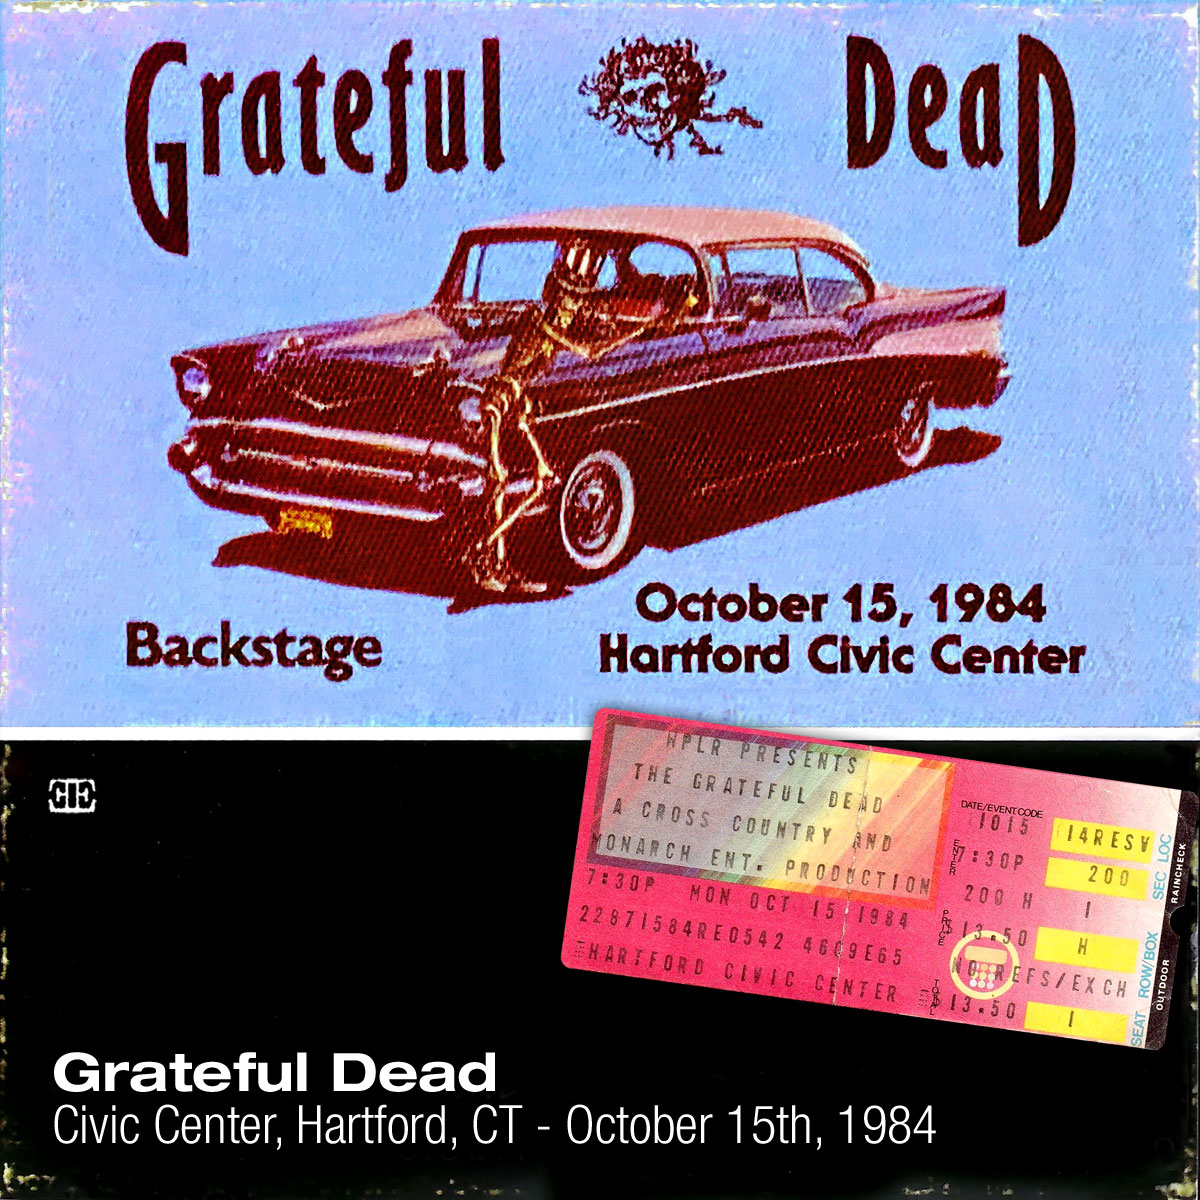 Grateful Dead
Backstage
October 15, 1984
Hartford Civic Center
WPLR PRESENTS
THE GRATEFUL DEAD
A CROSS COUNTRY AND
MONARCH ENT. PRODUCTION
7:30P MON OCT 15 1984
22871584RE0542 4609E65
HARTFORD CIVIC CENTER
DATE/EVENT CODE
1015
ENTER
7:30P
200 H
PRICE
13.50
NO REFS/EXCH
TOTAL
13.50
14RESV
200
I
H
I
SEC LOC
ROW/BOX
SEAT
RAINCHECK
OUTDOOR
Grateful Dead
Civic Center, Hartford, CT - October 15th, 1984